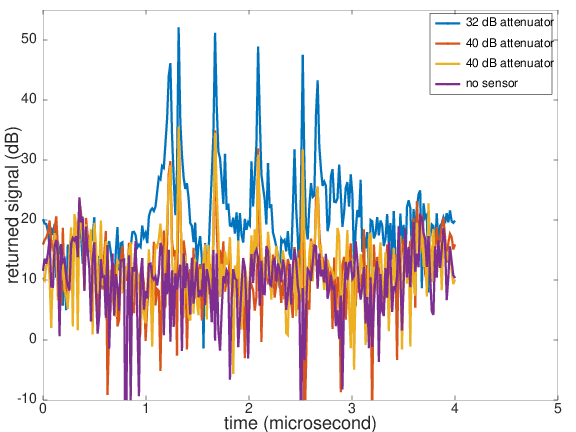 50
40
30
20
10
0
-10
0
1
2
3
4
5
returned signal (dB)
time (microsecond)
32 dB attenuator
40 dB attenuator
40 dB attenuator
no sensor